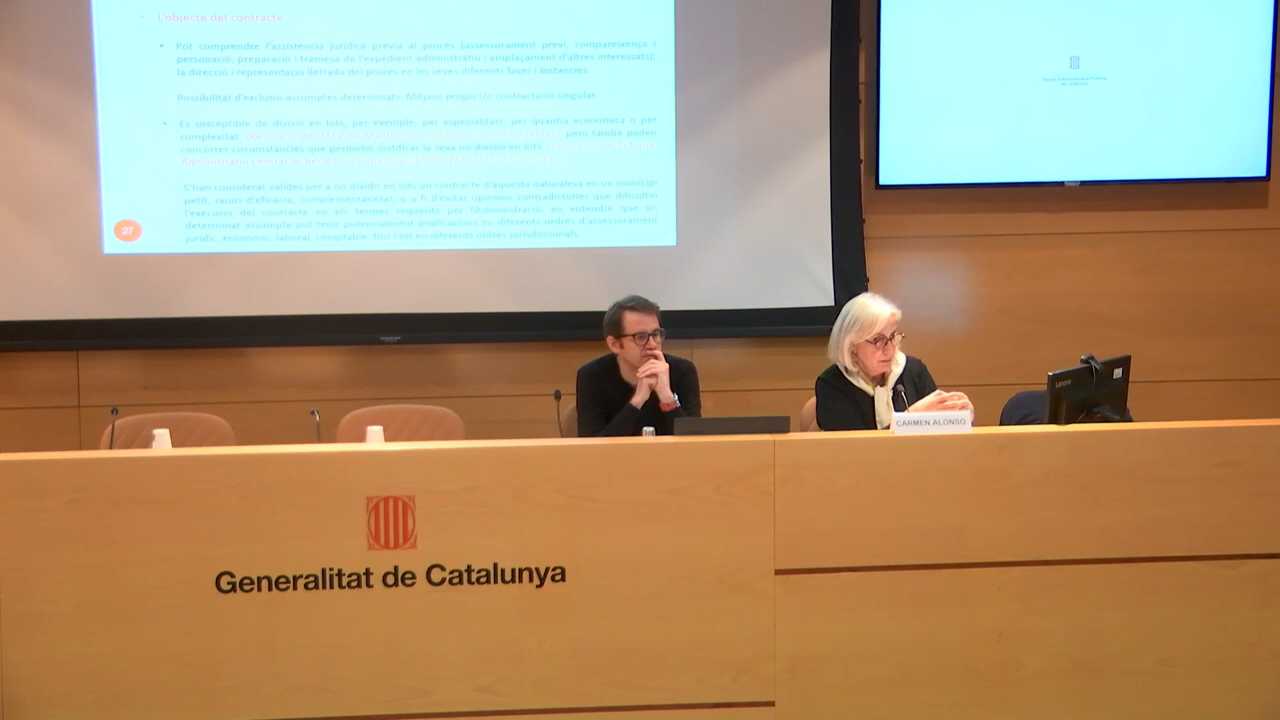 L'objecte del contracte
Pot comprendre l'assistència jurídica prèvia al procés (assessorament previ, compareixença i
personació, preparació i tramesa de l'expedient administratiu i emplaçament d'altres interessats),
la direcció i representació lletrada del procés en les seves diferents fases i instàncies.
Possibilitat d'exclusió assumptes determinats. Mitjans propis i/o contractació singular.
Es susceptible de divisió en lots, per exemple, per especialitats, per quantia econòmica o per
complexitat però també poden
concórrer circumstàncies que permetin justificar la seva no divisió en lots
Administratiu Central de
S'han considerat vàlides per a no dividir en lots un contracte d'aquesta naturalesa en un municipi
petit, raons d'eficàcia, complementarietat, o a fi d'evitar opinions contradictòries que dificultin
l'execució del contracte en els termes requerits per l'Administració, en entendre que un
determinat assumpte pot tenir potencialment implicacions en diferents ordres d'assessorament
jurídic, econòmic, laboral, comptable, fins i tot en diferents ordres jurisdiccionals.
27
CARMEN ALONSO
Lenovo
Generalitat de Catalunya